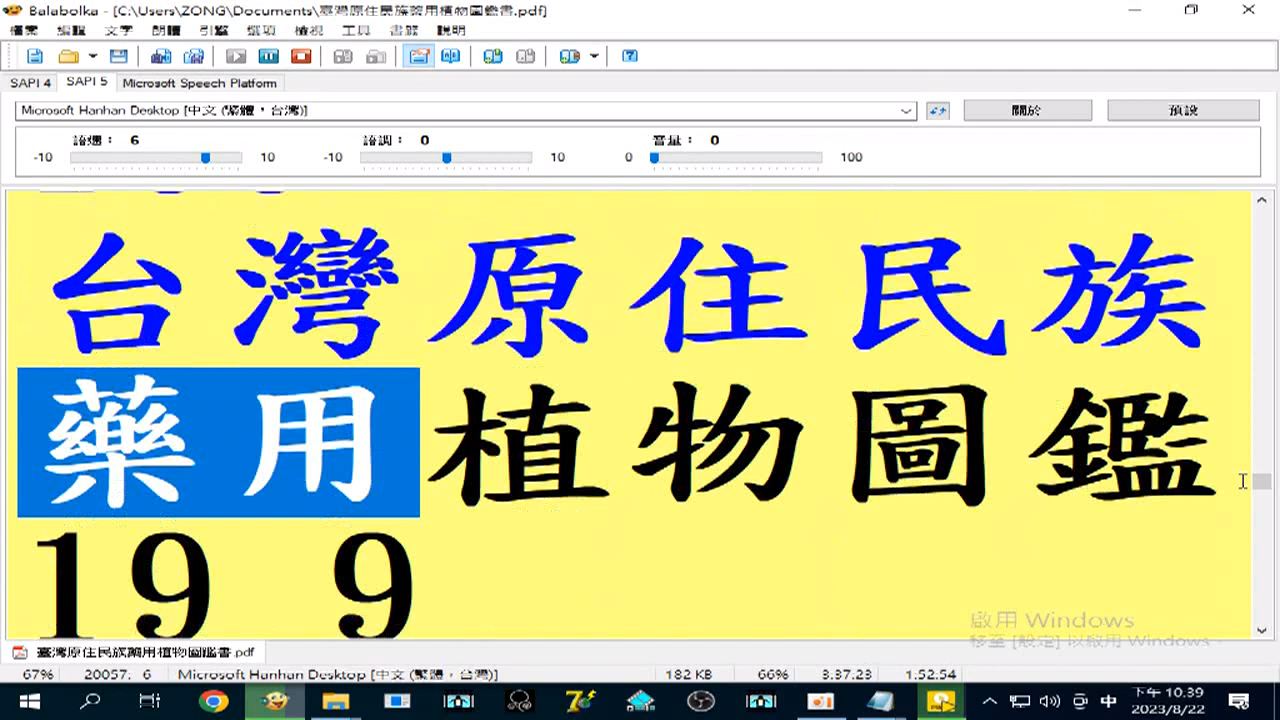 Balabolka - [C:\Users\ZONG\Documents\臺灣原住民族藥用植物圖鑑書.pdf]
檔案 編輯 文字 朗讀 引擎 選項 檢視 工具 書籤 說明
SAPI 4 SAPI 5 Microsoft Speech Platform
Microsoft Hanhan Desktop [中文 (繁體，台灣)] 關於 預設
語速： 6 語調： 0 音量： 0
-10 10 -10 10 0 100
台灣原住民族
藥用植物圖鑑
19 9
啟用 Windows
移至 [設定] 以啟用 Windows。
臺灣原住民族藥用植物圖鑑書.pdf
67% 20057: 6 Microsoft Hanhan Desktop [中文 (繁體，台灣)] 182 KB 66% 3.37.23 1:52.54
中 下午 10:39
2023/8/22